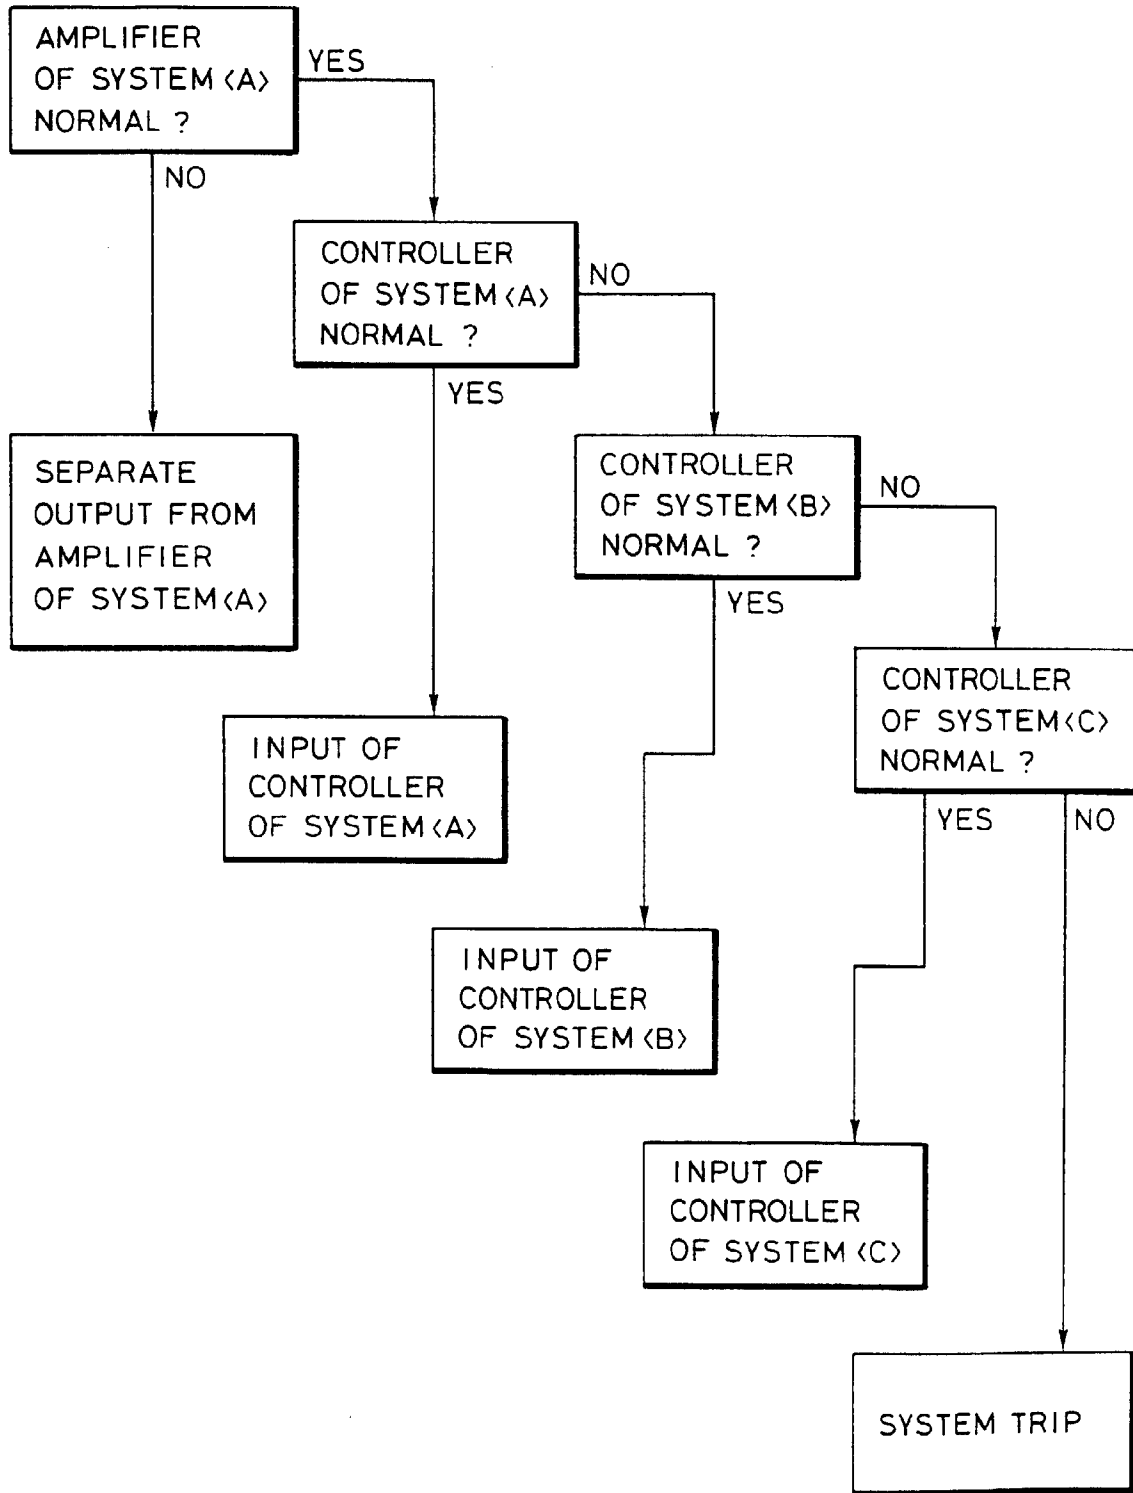 AMPLIFIER
OF SYSTEM <A>
NORMAL ?
YES
NO
CONTROLLER
OF SYSTEM <A>
NORMAL ?
NO
YES
SEPARATE
OUTPUT FROM
AMPLIFIER
OF SYSTEM <A>
CONTROLLER
OF SYSTEM <B>
NORMAL ?
NO
YES
CONTROLLER
OF SYSTEM <C>
NORMAL ?
YES
NO
INPUT OF
CONTROLLER
OF SYSTEM <A>
INPUT OF
CONTROLLER
OF SYSTEM <B>
INPUT OF
CONTROLLER
OF SYSTEM <C>
SYSTEM TRIP